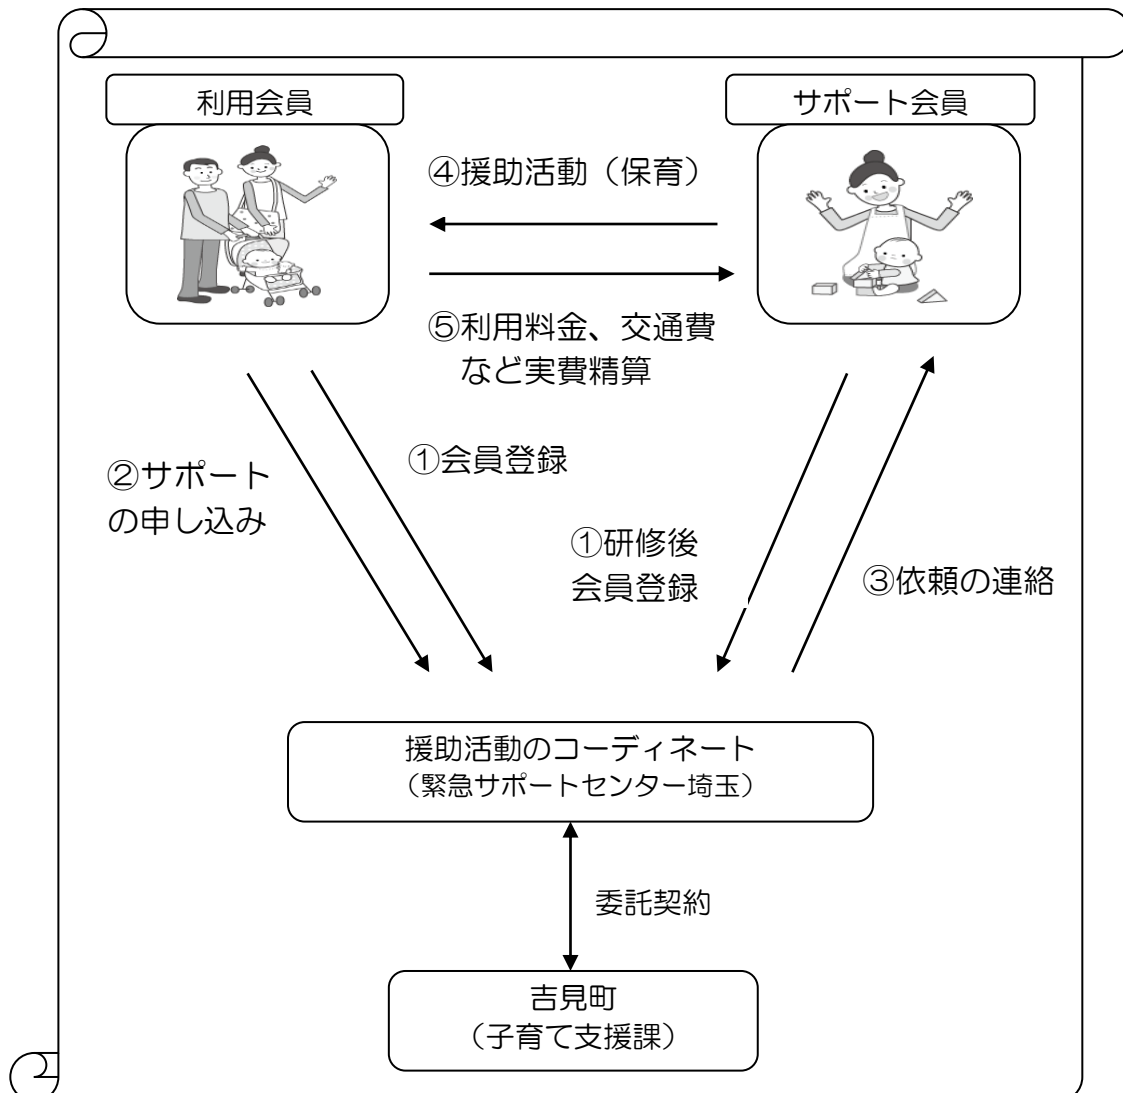 利用会員
サポート会員
④援助活動（保育）
⑤利用料金、交通費
など実費精算
②サポート
の申し込み
①会員登録
①研修後
会員登録
③依頼の連絡
援助活動のコーディネート
（緊急サポートセンター埼玉）
委託契約
吉見町
（子育て支援課）